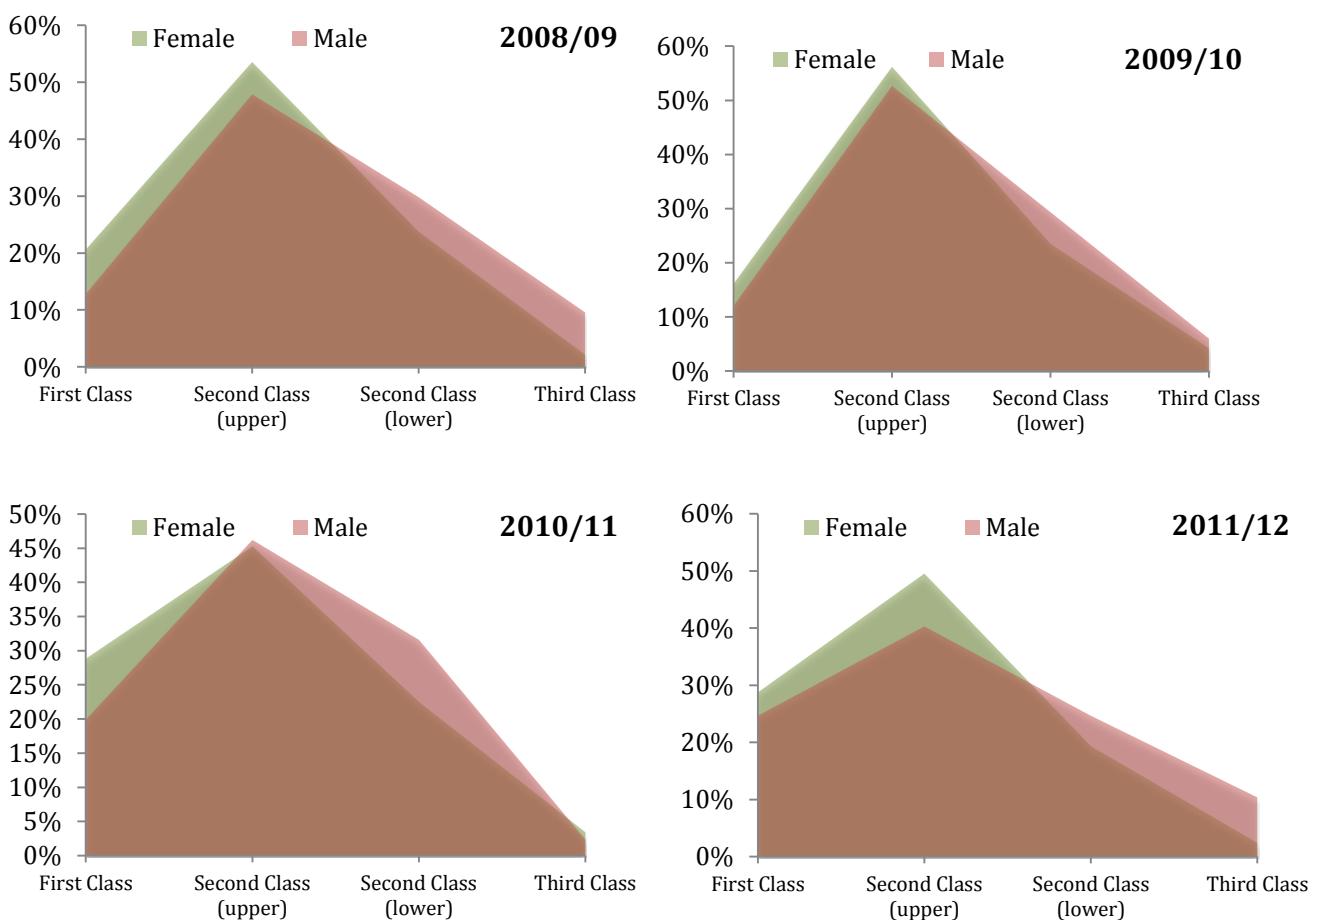 60%
Female
Male
2008/09
50%
40%
30%
20%
10%
0%
First Class
Second Class
(upper)
Second Class
(lower)
Third Class
60%
Female
Male
2009/10
50%
40%
30%
20%
10%
0%
First Class
Second Class
(upper)
Second Class
(lower)
Third Class
50%
Female
Male
2010/11
45%
40%
35%
30%
25%
20%
15%
10%
5%
0%
First Class
Second Class
(upper)
Second Class
(lower)
Third Class
60%
Female
Male
2011/12
50%
40%
30%
20%
10%
0%
First Class
Second Class
(upper)
Second Class
(lower)
Third Class